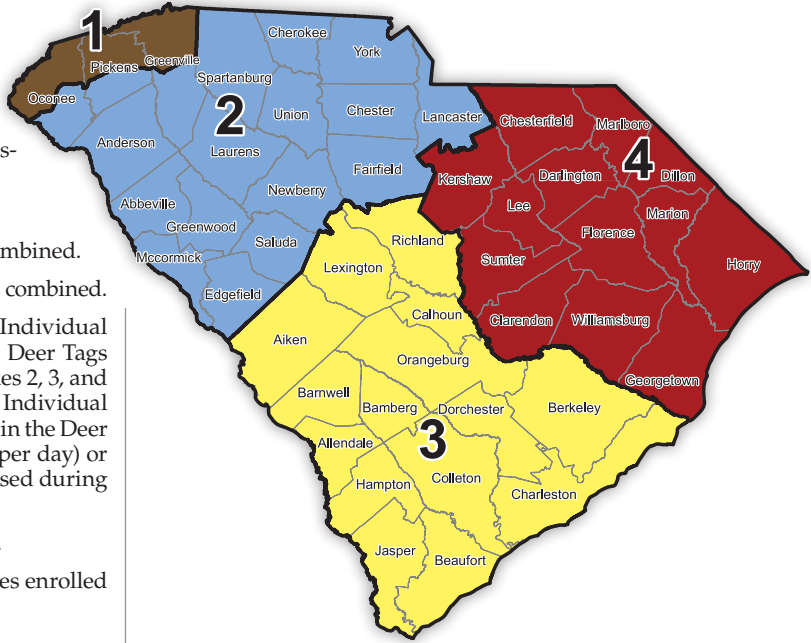 s-
mbined.
combined.
Individual
Deer Tags
es 2, 3, and
Individual
in the Deer
per day) or
sed during
es enrolled
1
Pickens
Greenville
Oconee
Cherokee
York
Spartanburg
2
Union
Chester
Lancaster
Anderson
Laurens
Fairfield
Newberry
Abbeville
Greenwood
Saluda
Mccormick
Edgefield
Chesterfield
Marlboro
4
Kershaw
Darlington
Dillon
Lee
Marion
Florence
Sumter
Horry
Clarendon
Williamsburg
Georgetown
Richland
Lexington
Calhoun
Aiken
Orangeburg
Barnwell
Bamberg
Dorchester
Berkeley
3
Allendale
Colleton
Hampton
Charleston
Jasper
Beaufort